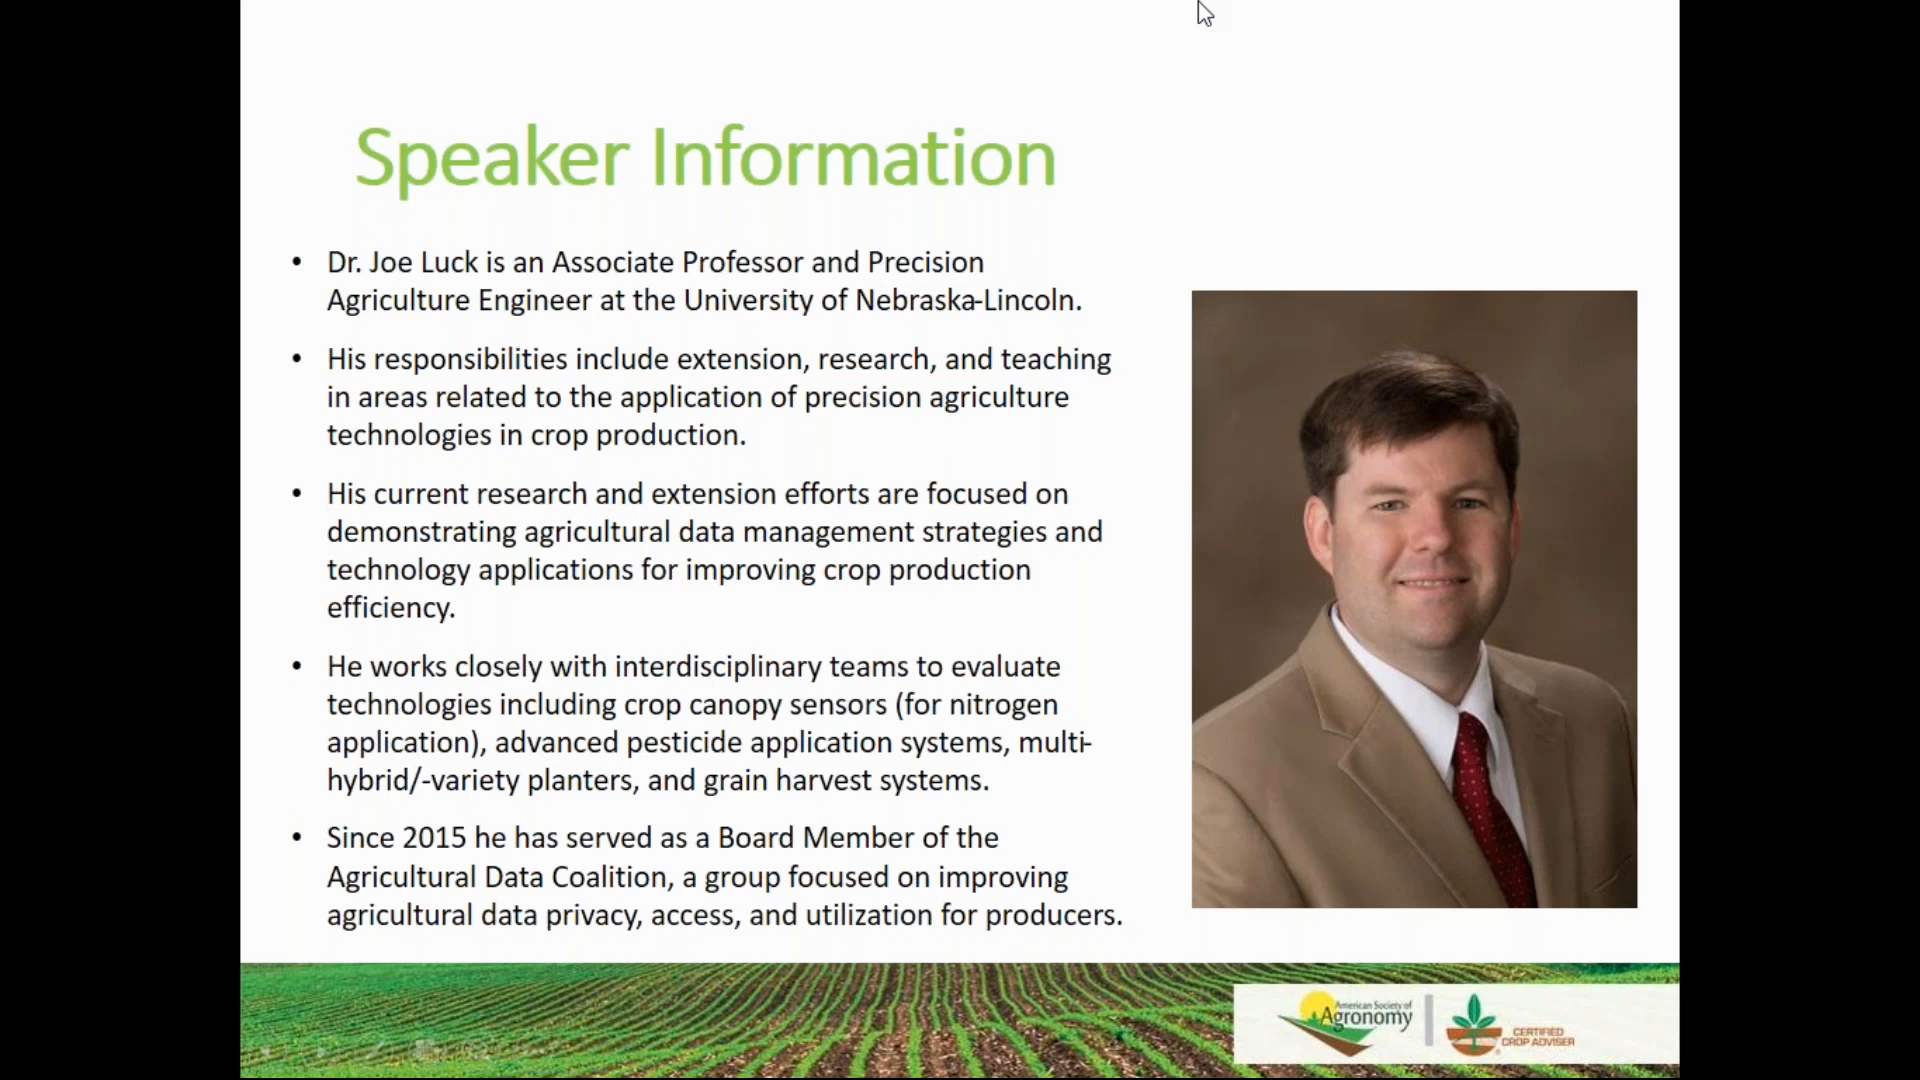 Speaker Information
• Dr. Joe Luck is an Associate Professor and Precision
Agriculture Engineer at the University of Nebraska-Lincoln.
• His responsibilities include extension, research, and teaching
in areas related to the application of precision agriculture
technologies in crop production.
• His current research and extension efforts are focused on
demonstrating agricultural data management strategies and
technology applications for improving crop production
efficiency.
• He works closely with interdisciplinary teams to evaluate
technologies including crop canopy sensors (for nitrogen
application), advanced pesticide application systems, multi-
hybrid/-variety planters, and grain harvest systems.
• Since 2015 he has served as a Board Member of the
Agricultural Data Coalition, a group focused on improving
agricultural data privacy, access, and utilization for producers.
American Society of
Agronomy
CERTIFIED
CROP ADVISER